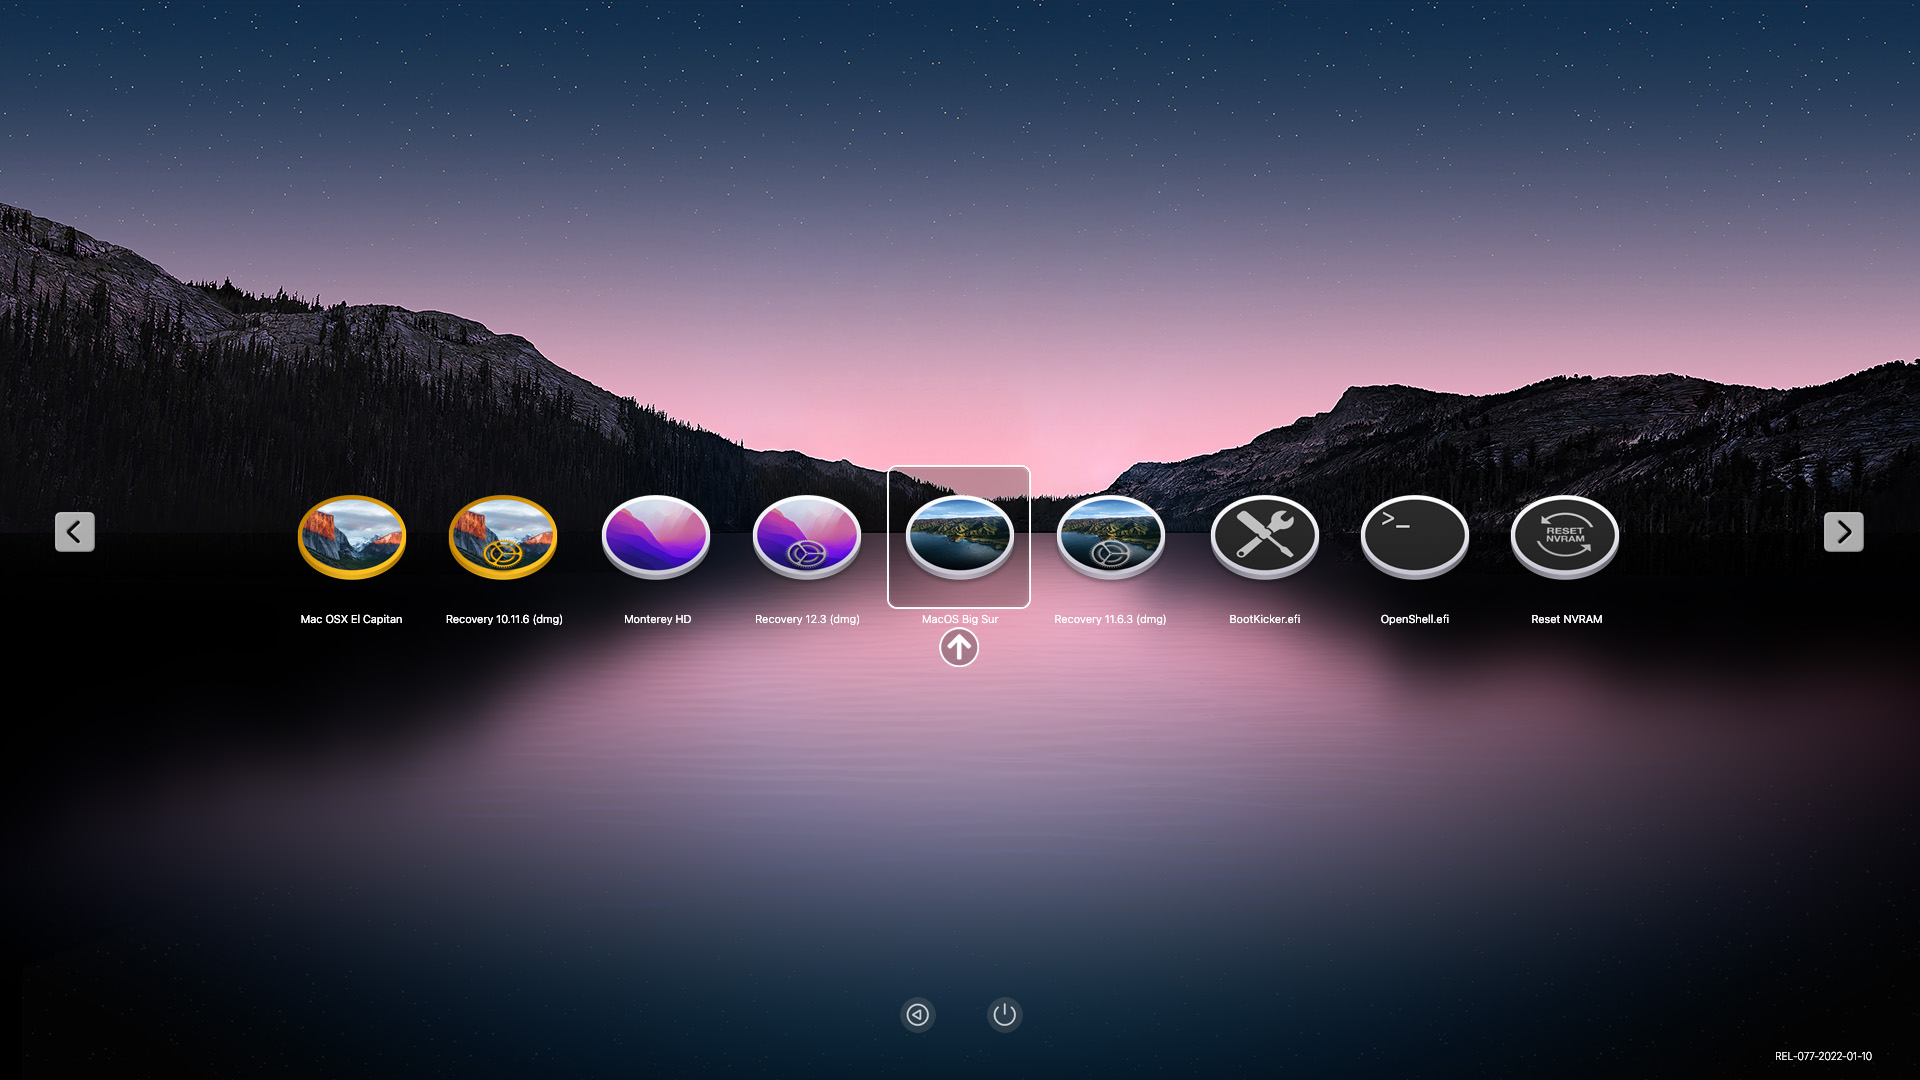 >_
RESET
NVRAM
Mac OSX El Capitan
Recovery 10.11.6 (dmg)
Monterey HD
Recovery 12.3 (dmg)
MacOS Big Sur
Recovery 11.6.3 (dmg)
BootKicker.efi
OpenShell.efi
Reset NVRAM
REL-077-2022-01-10